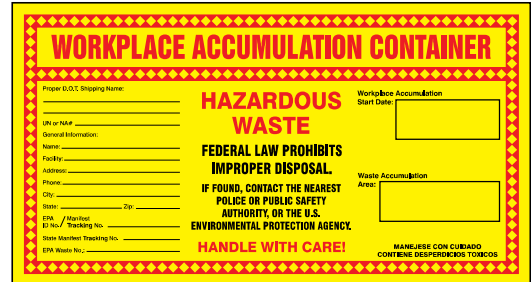 WORKPLACE ACCUMULATION CONTAINER
Proper D.O.T. Shipping Name:
UN or NA#
General Information:
Name:
Facility:
Address:
Phone:
City:
State: Zip:
EPA ID No. / Manifest Tracking No.
State Manifest Tracking No.
EPA Waste No.:
HAZARDOUS
WASTE
FEDERAL LAW PROHIBITS
IMPROPER DISPOSAL.
IF FOUND, CONTACT THE NEAREST
POLICE OR PUBLIC SAFETY
AUTHORITY, OR THE U.S.
ENVIRONMENTAL PROTECTION AGENCY.
HANDLE WITH CARE!
Workplace Accumulation
Start Date:
Waste Accumulation
Area:
MANEJESE CON CUIDADO
CONTIENE DESPERDICIOS TOXICOS